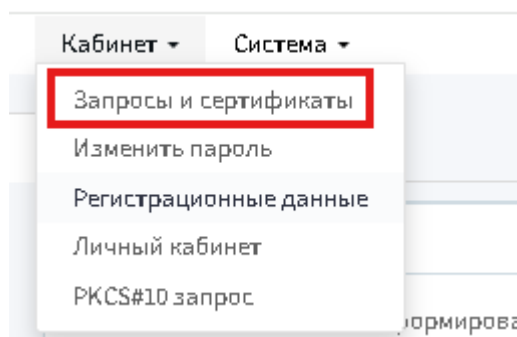 Кабинет Система
Запросы и сертификаты
Изменить пароль
Регистрационные данные
Личный кабинет
PKCS#10 запрос